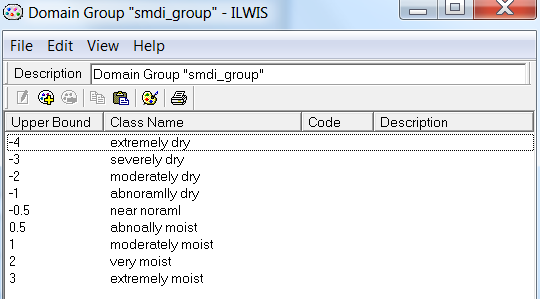 Domain Group "smdi_group" - ILWIS
File Edit View Help
Description Domain Group "smdi_group"
Upper Bound Class Name Code Description
-4 extremely dry
-3 severely dry
-2 moderately dry
-1 abnoramlly dry
-0.5 near noraml
0.5 abnoally moist
1 moderately moist
2 very moist
3 extremely moist